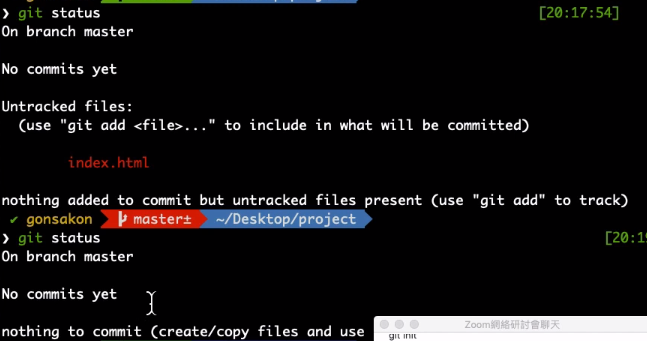 ❯ git status [20:17:54]
On branch master
No commits yet
Untracked files:
(use "git add <file>..." to include in what will be committed)
index.html
nothing added to commit but untracked files present (use "git add" to track)
✔ gonsakon master± ~/Desktop/project
❯ git status [20:19
On branch master
No commits yet
nothing to commit (create/copy files and use
Zoom網絡研討會聊天
git init